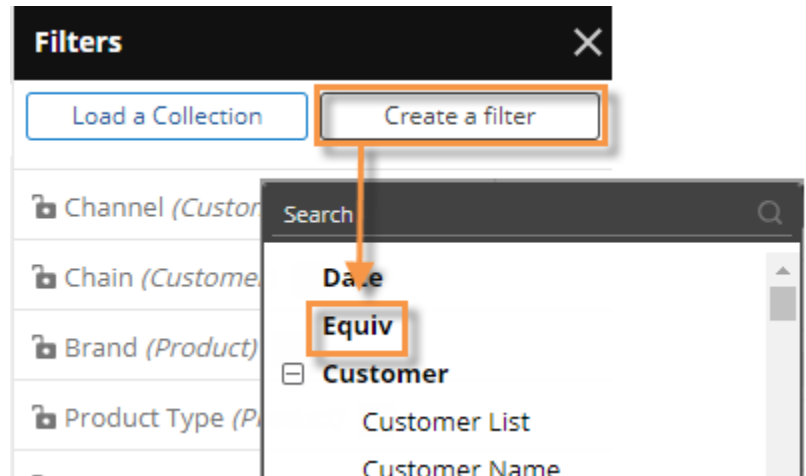 Filters
Load a Collection
Create a filter
Channel (Custom
Search
Chain (Custome
Date
Equiv
Brand (Product)
Customer
Product Type (P
Customer List
Customer Name